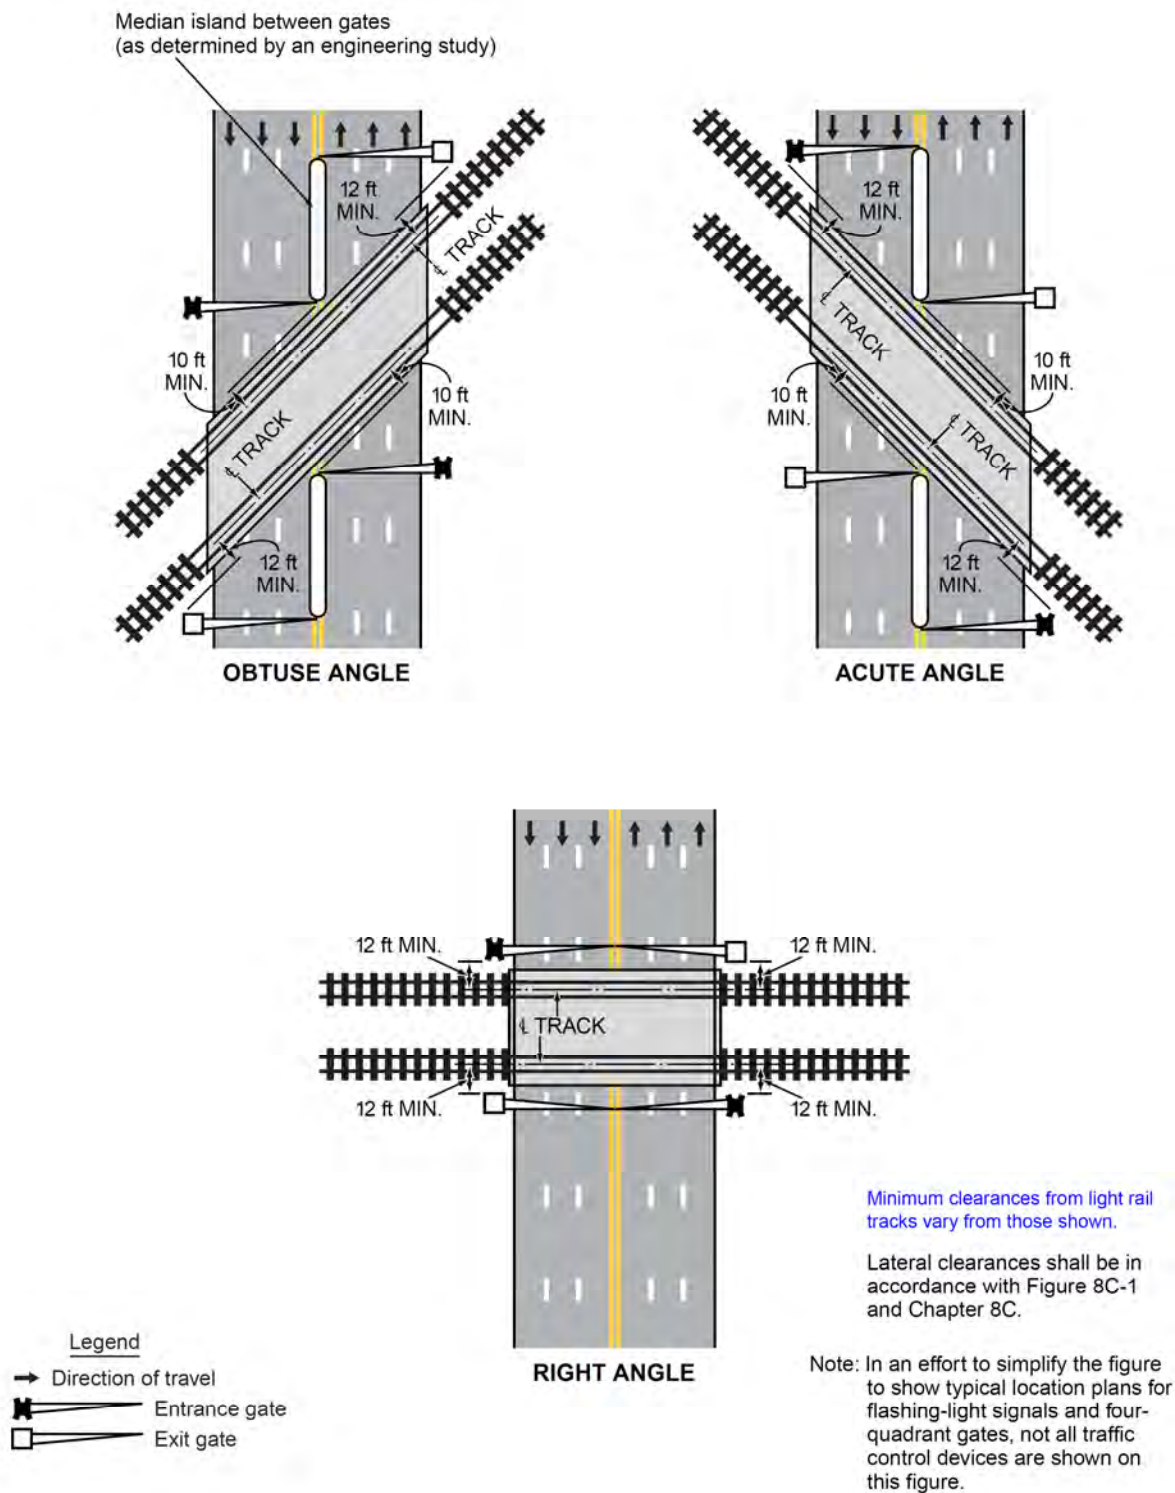 Median island between gates
(as determined by an engineering study)
12 ft
MIN.
℄ TRACK
10 ft
MIN.
10 ft
MIN.
℄ TRACK
12 ft
MIN.
OBTUSE ANGLE
12 ft
MIN.
℄ TRACK
10 ft
MIN.
10 ft
MIN.
℄ TRACK
12 ft
MIN.
ACUTE ANGLE
12 ft MIN.
12 ft MIN.
℄ TRACK
12 ft MIN.
12 ft MIN.
RIGHT ANGLE
Minimum clearances from light rail
tracks vary from those shown.
Lateral clearances shall be in
accordance with Figure 8C-1
and Chapter 8C.
Note: In an effort to simplify the figure
to show typical location plans for
flashing-light signals and four-
quadrant gates, not all traffic
control devices are shown on
this figure.
Legend
Direction of travel
Entrance gate
Exit gate